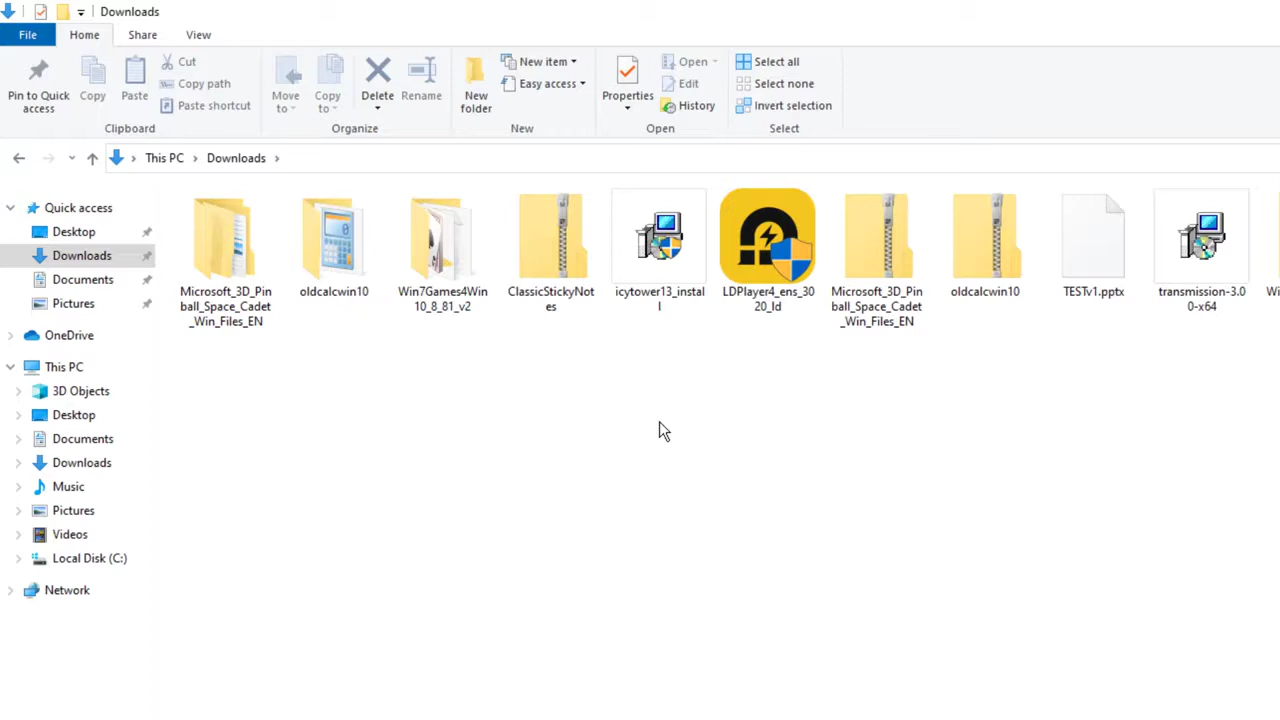 Downloads
File Home Share View
Pin to Quick access
Copy
Paste
Cut
Copy path
Paste shortcut
Clipboard
Move to
Copy to
Delete
Rename
Organize
New folder
New item
Easy access
New
Properties
Open
Edit
History
Open
Select all
Select none
Invert selection
Select
This PC > Downloads >
Quick access
Desktop
Downloads
Documents
Pictures
OneDrive
This PC
3D Objects
Desktop
Documents
Downloads
Music
Pictures
Videos
Local Disk (C:)
Network
Microsoft_3D_Pin
ball_Space_Cadet
_Win_Files_EN
oldcalcwin10
Win7Games4Win
10_8_81_v2
ClassicStickyNot
es
icytower13_instal
l
LDPlayer4_ens_30
20_ld
Microsoft_3D_Pin
ball_Space_Cadet
_Win_Files_EN
oldcalcwin10
TESTv1.pptx
transmission-3.0
0-x64